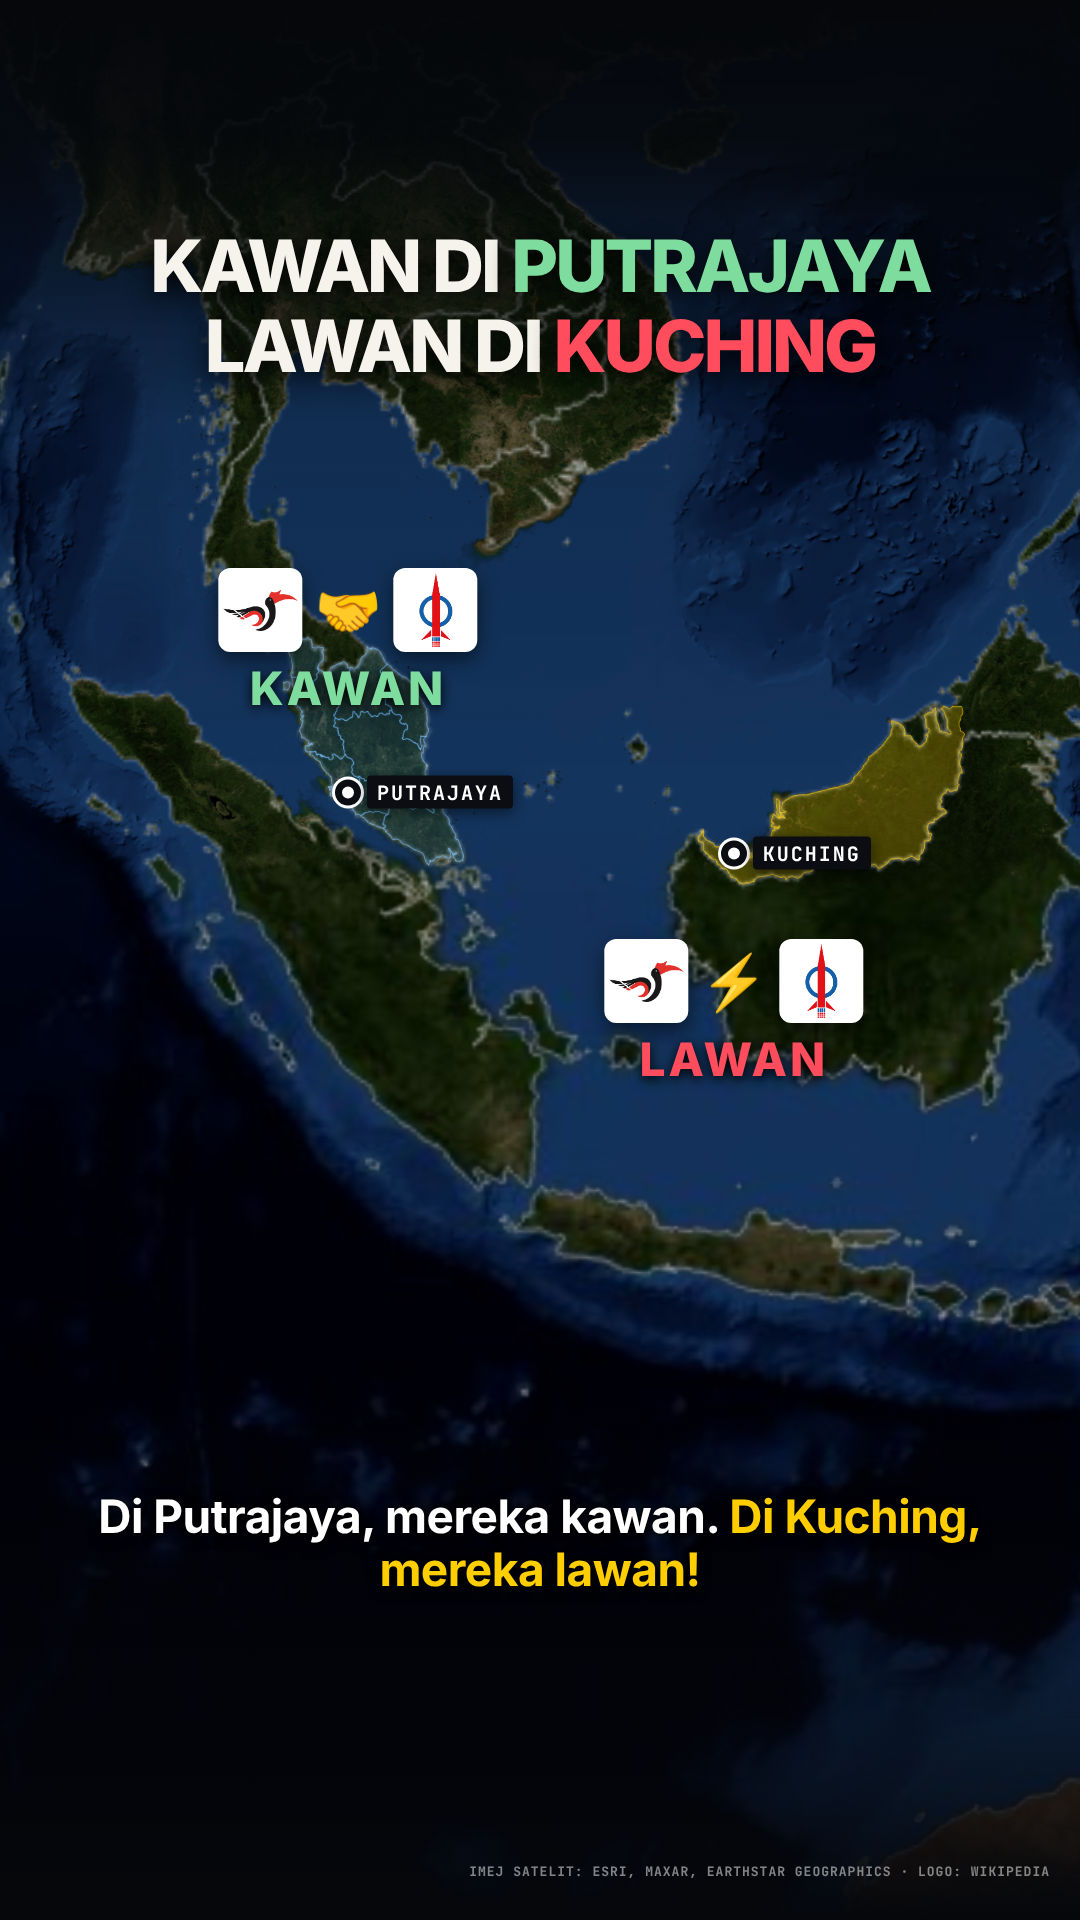 KAWAN DI PUTRAJAYA
LAWAN DI KUCHING
KAWAN
PUTRAJAYA
KUCHING
LAWAN
Di Putrajaya, mereka kawan. Di Kuching,
mereka lawan!
IMEJ SATELIT: ESRI, MAXAR, EARTHSTAR GEOGRAPHICS · LOGO: WIKIPEDIA